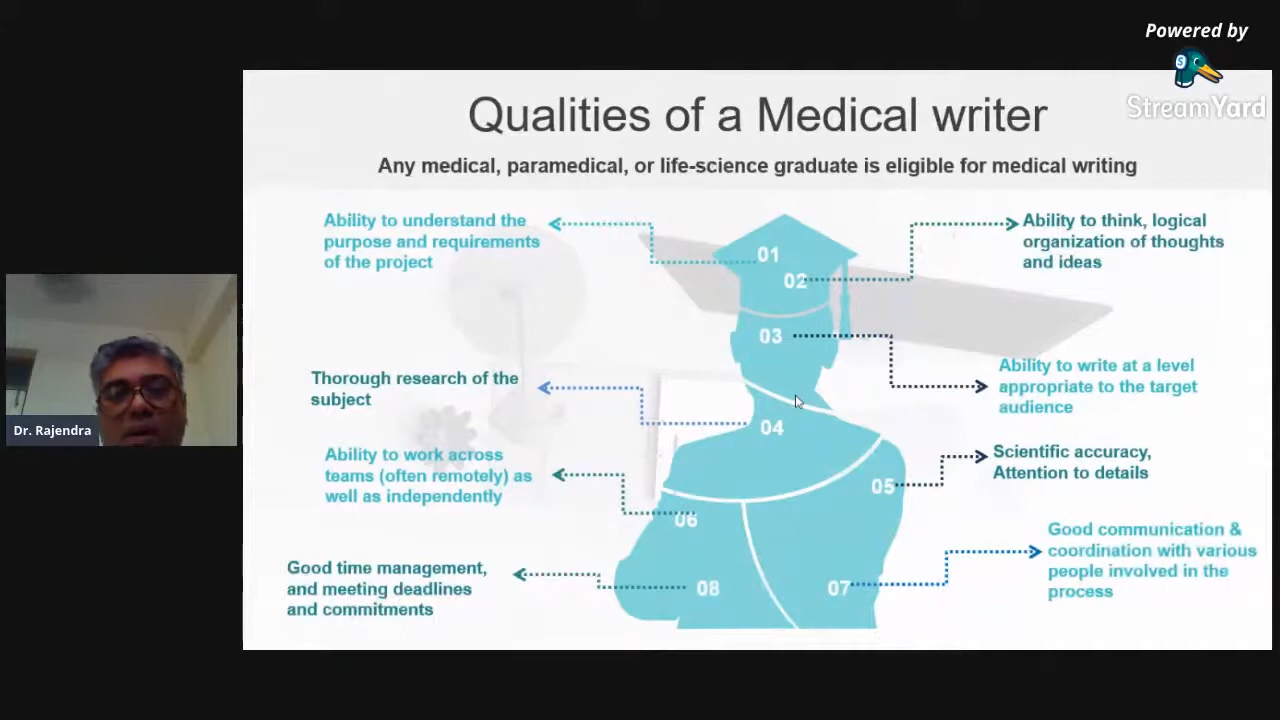 Powered by
StreamYard
Qualities of a Medical writer
Any medical, paramedical, or life-science graduate is eligible for medical writing
Ability to understand the
purpose and requirements
of the project
01
02
Ability to think, logical
organization of thoughts
and ideas
03
Ability to write at a level
appropriate to the target
audience
Thorough research of the
subject
04
Scientific accuracy,
Attention to details
05
Ability to work across
teams (often remotely) as
well as independently
06
Good communication &
coordination with various
people involved in the
process
07
Good time management,
and meeting deadlines
and commitments
08
Dr. Rajendra